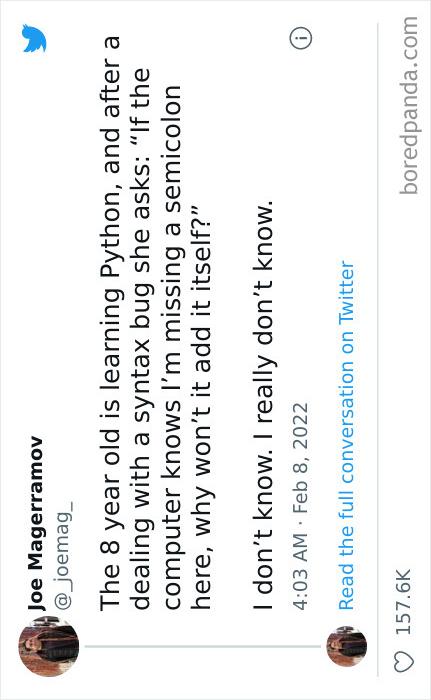 Joe Magerramov
@_joemag_
The 8 year old is learning Python, and after a
dealing with a syntax bug she asks: “If the
computer knows I’m missing a semicolon
here, why won’t it add it itself?”
I don’t know. I really don’t know.
4:03 AM · Feb 8, 2022
Read the full conversation on Twitter
157.6K
boredpanda.com